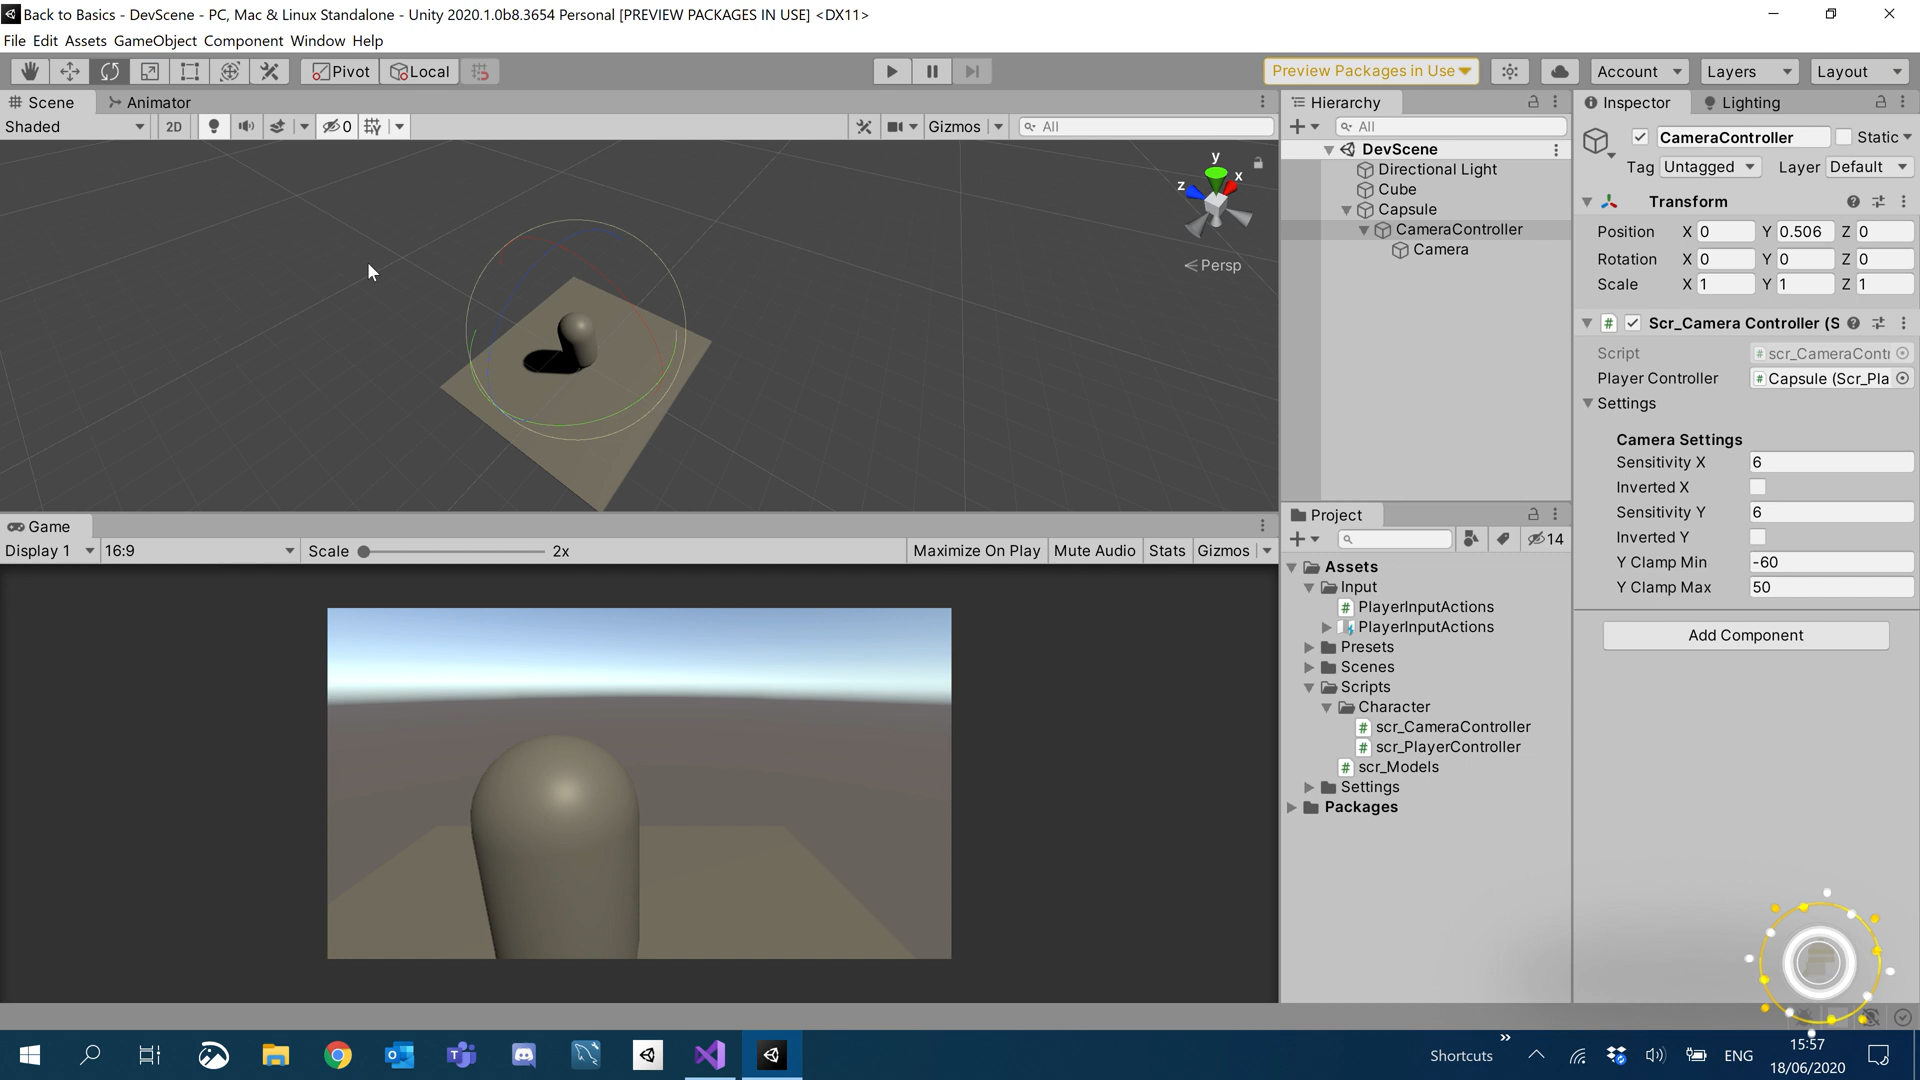 Back to Basics - DevScene - PC, Mac & Linux Standalone - Unity 2020.1.0b8.3654 Personal [PREVIEW PACKAGES IN USE] <DX11>
File Edit Assets GameObject Component Window Help
Pivot Local Preview Packages in Use Account Layers Layout
Scene Animator
Shaded 2D 0 Gizmos All
y
x
z
Persp
Game
Display 1 16:9 Scale 2x Maximize On Play Mute Audio Stats Gizmos
Hierarchy
All
DevScene
Directional Light
Cube
Capsule
CameraController
Camera
Project
14
Assets
Input
PlayerInputActions
PlayerInputActions
Presets
Scenes
Scripts
Character
scr_CameraController
scr_PlayerController
scr_Models
Settings
Packages
Inspector Lighting
CameraController Static
Tag Untagged Layer Default
Transform
Position X 0 Y 0.506 Z 0
Rotation X 0 Y 0 Z 0
Scale X 1 Y 1 Z 1
Scr_Camera Controller (S
Script scr_CameraContr
Player Controller Capsule (Scr_Pla
Settings
Camera Settings
Sensitivity X 6
Inverted X
Sensitivity Y 6
Inverted Y
Y Clamp Min -60
Y Clamp Max 50
Add Component
Shortcuts ENG
15:57
18/06/2020